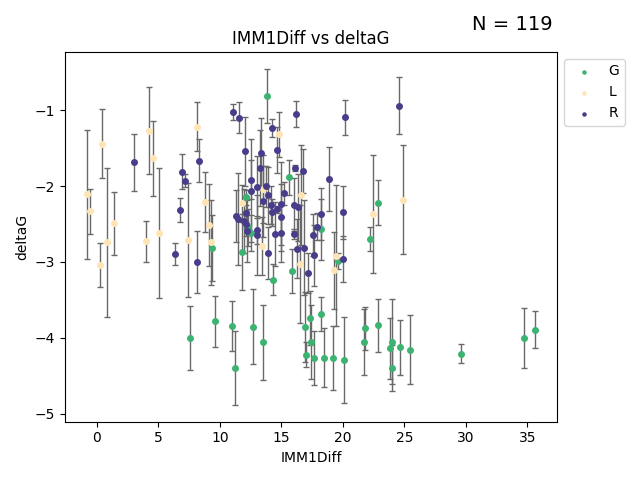 N = 119
IMM1Diff vs deltaG
G
L
R
−1
−2
−3
−4
−5
deltaG
0 5 10 15 20 25 30 35
IMM1Diff